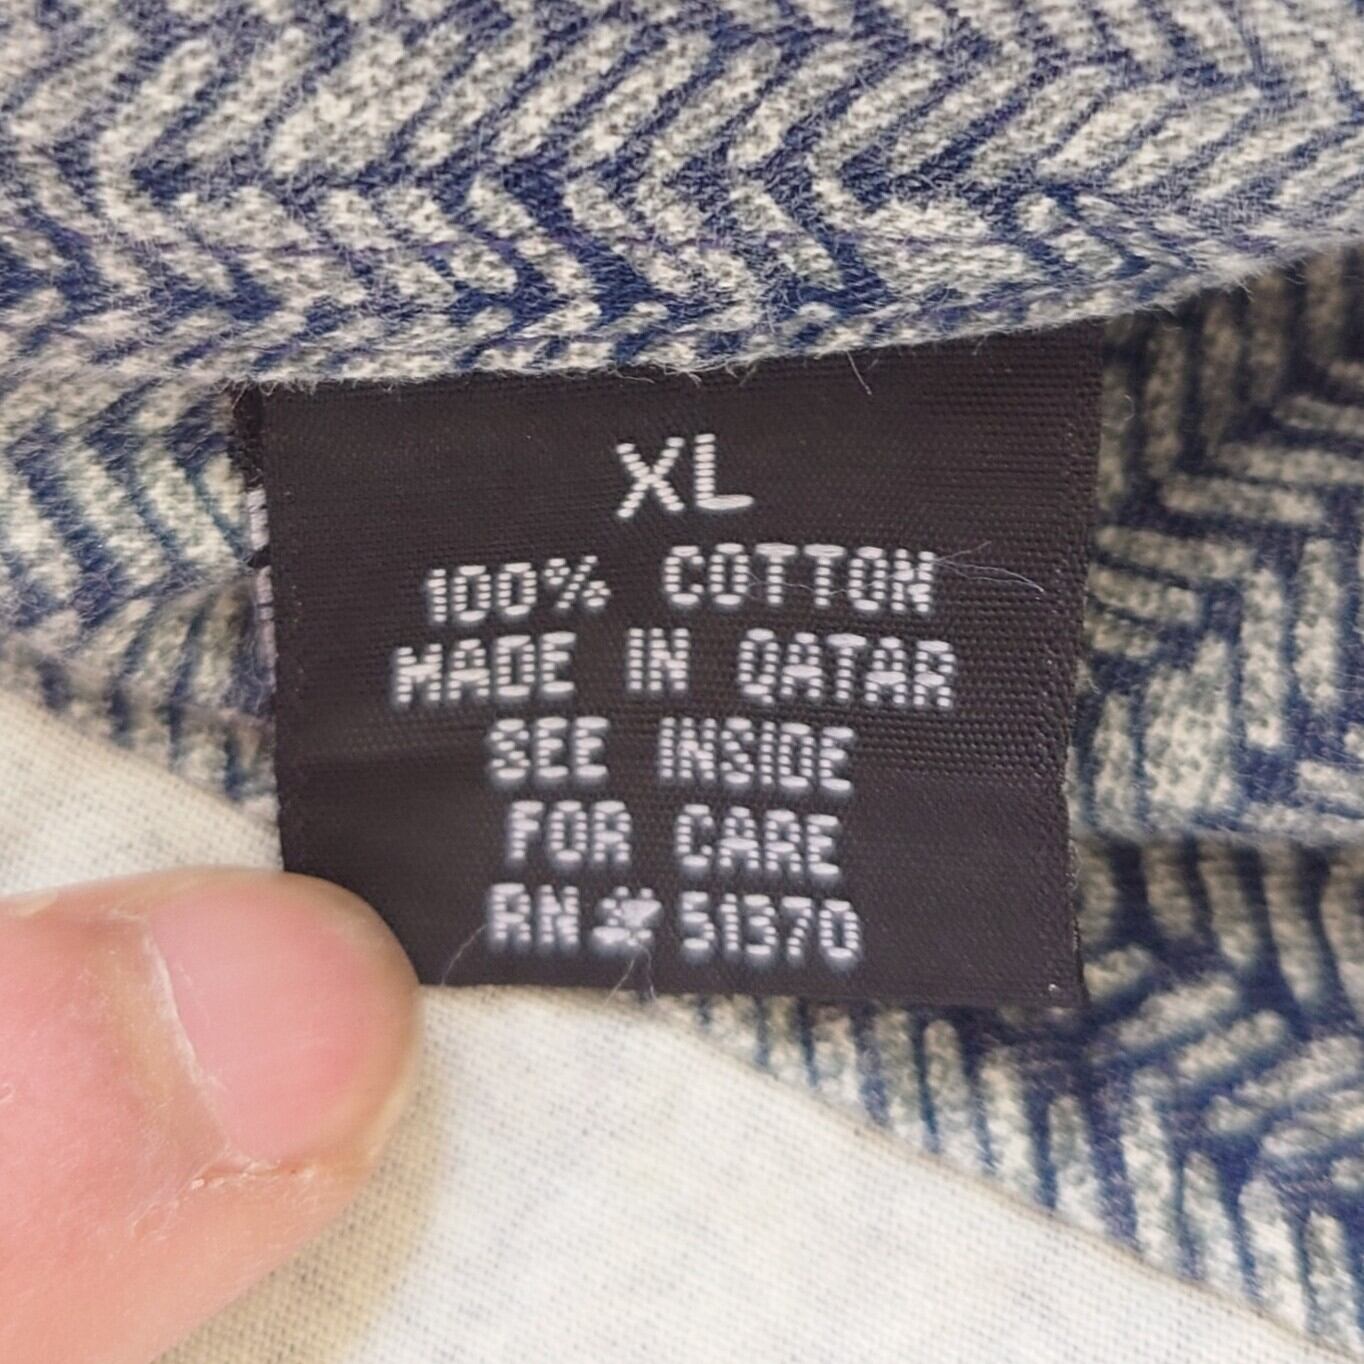 XL
100% COTTON
MADE IN QATAR
SEE INSIDE
FOR CARE
RN# 51370